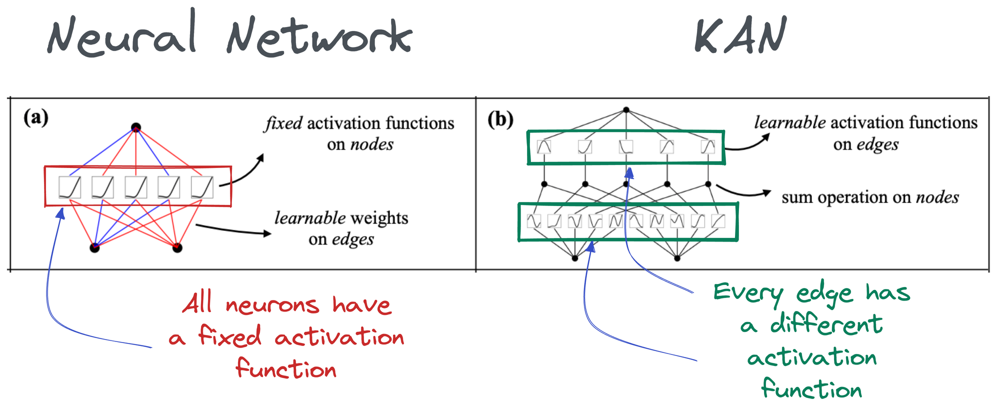 Neural Network
KAN
(a)
fixed activation functions
on nodes
learnable weights
on edges
(b)
learnable activation functions
on edges
sum operation on nodes
All neurons have
a fixed activation
function
Every edge has
a different
activation
function